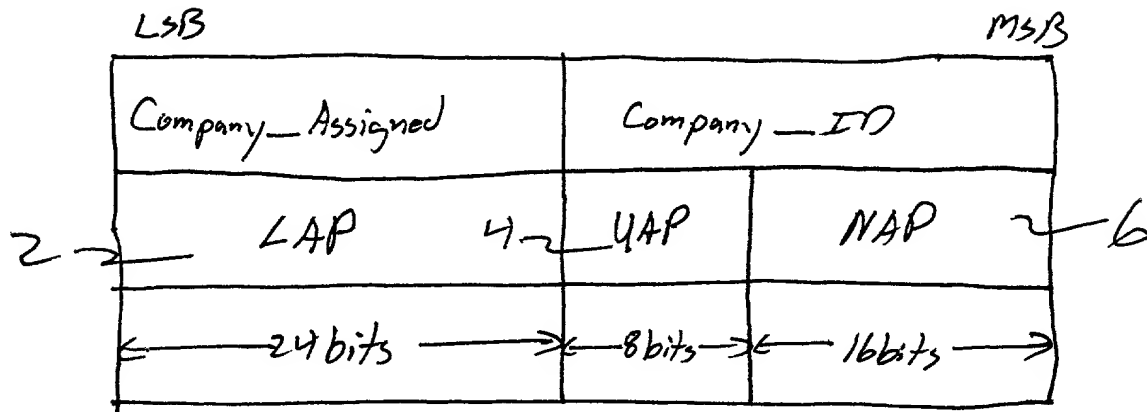 LSB MSB
Company_Assigned Company_ID
2 LAP 4 UAP NAP 6
24 bits 8 bits 16 bits